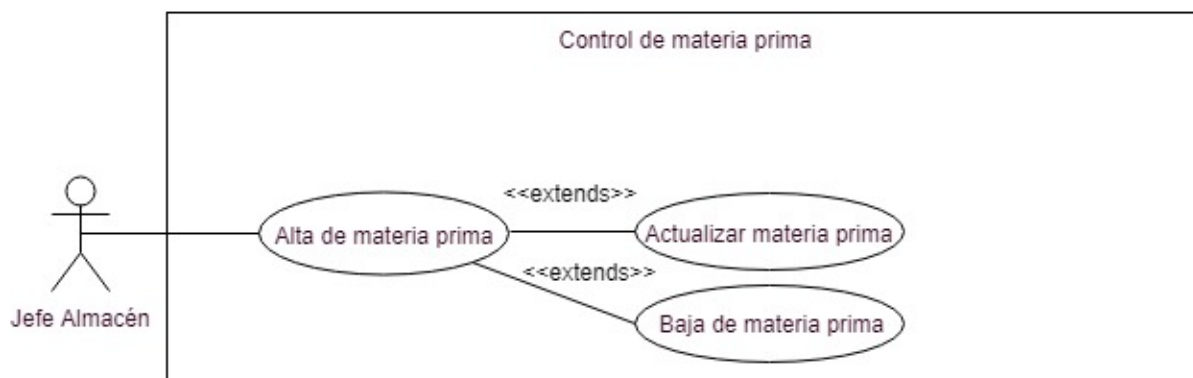 Control de materia prima
<<extends>>
Alta de materia prima
Actualizar materia prima
<<extends>>
Jefe Almacén
Baja de materia prima